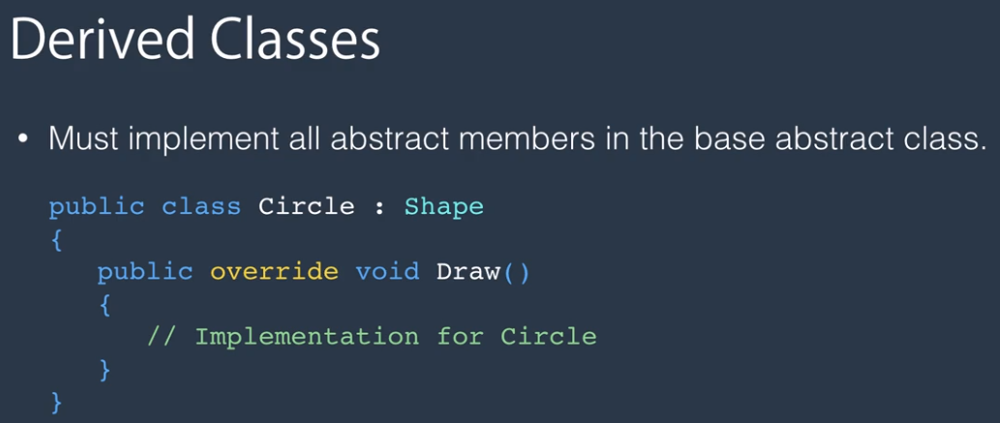 Derived Classes
• Must implement all abstract members in the base abstract class.
public class Circle : Shape
{
public override void Draw()
{
// Implementation for Circle
}
}